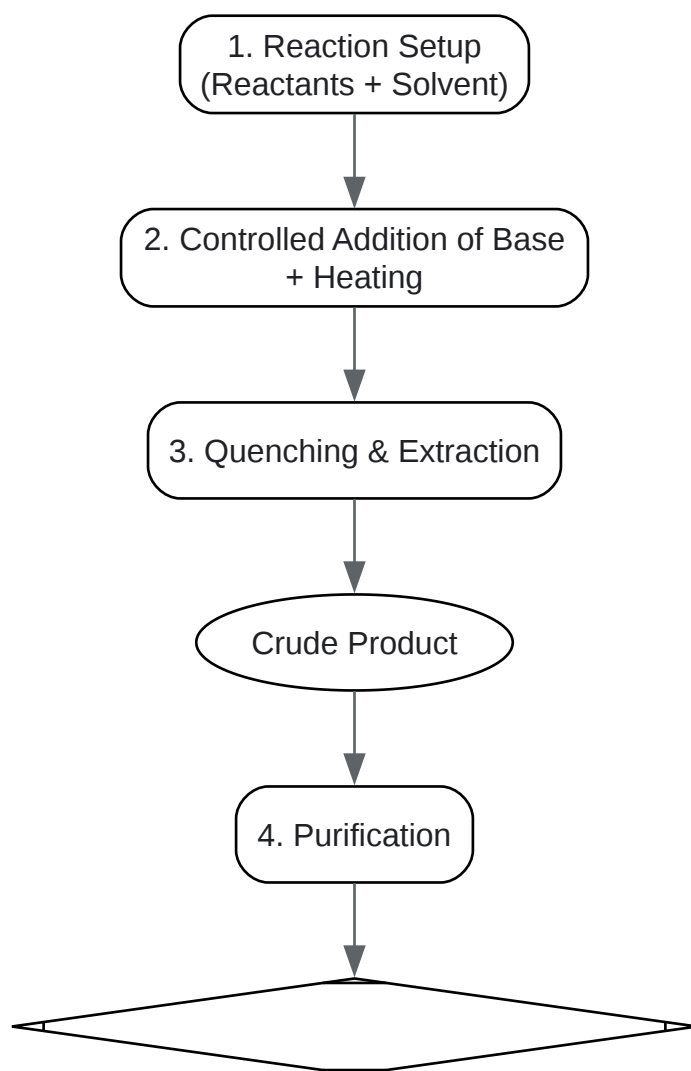 1. Reaction Setup
(Reactants + Solvent)
2. Controlled Addition of Base
+ Heating
3. Quenching & Extraction
Crude Product
4. Purification